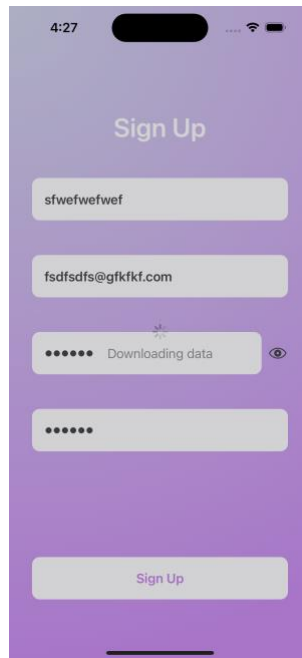 4:27
Sign Up
sfwefwefwef
fsdfsdfs@gfkfkf.com
●●●●●● Downloading data
●●●●●●
Sign Up